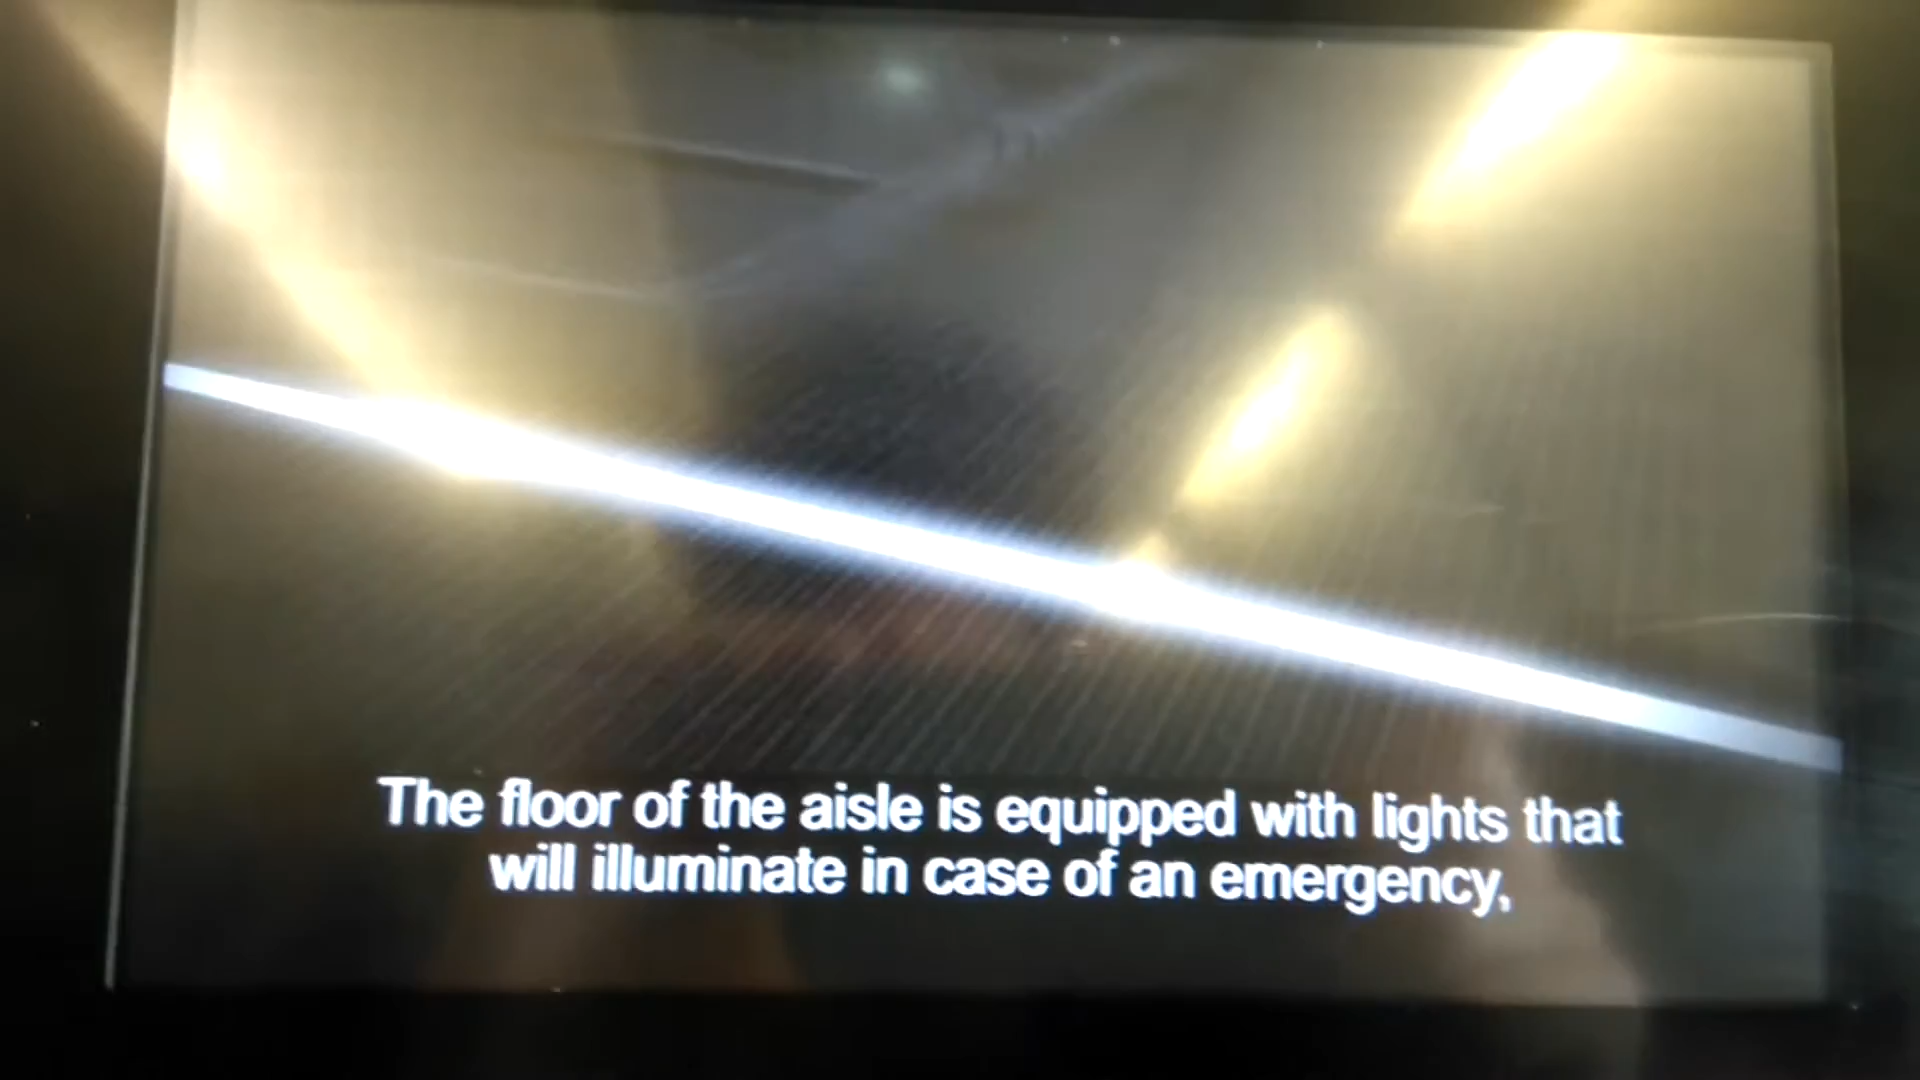 The floor of the aisle is equipped with lights that
will illuminate in case of an emergency,